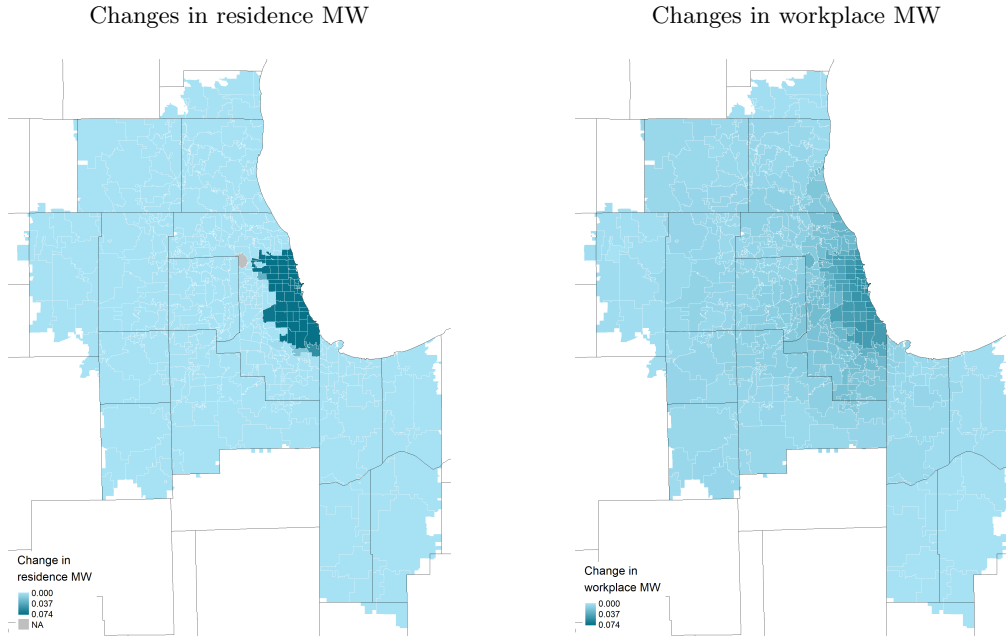 Changes in residence MW
Changes in workplace MW
Change in
residence MW
0.000
0.037
0.074
NA
Change in
workplace MW
0.000
0.037
0.074